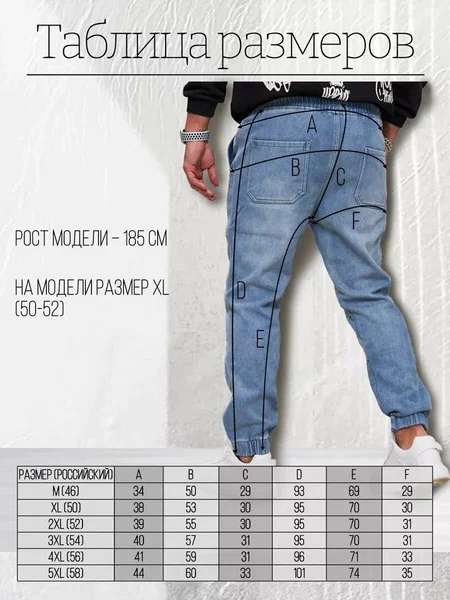 Таблица размеров
A
B
C
F
РОСТ МОДЕЛИ – 185 СМ
НА МОДЕЛИ РАЗМЕР XL
(50-52)
D
E
РАЗМЕР (РОССИЙСКИЙ) A B C D E F
M (46) 34 50 29 93 69 29
XL (50) 38 53 30 95 70 30
2XL (52) 39 55 30 95 70 31
3XL (54) 40 57 31 95 70 31
4XL (56) 41 59 31 96 71 33
5XL (58) 44 60 33 101 74 35